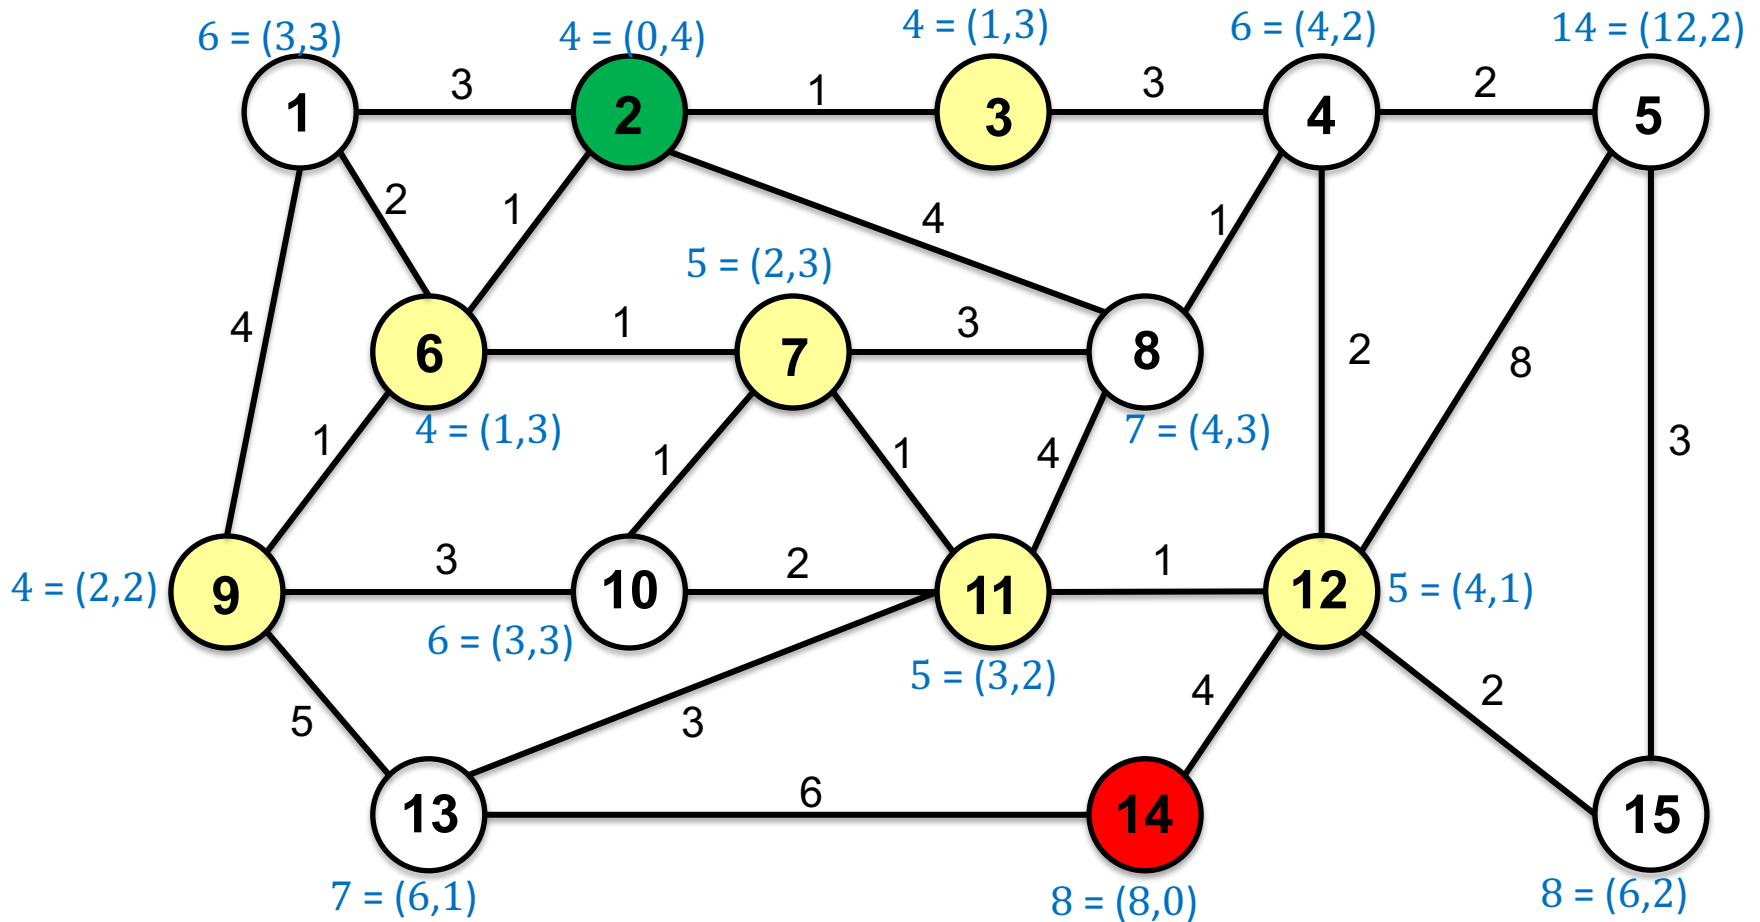 6 = (3,3)
4 = (0,4)
4 = (1,3)
6 = (4,2)
14 = (12,2)
1
3
2
1
3
3
4
2
5
2
1
4
1
5 = (2,3)
4
6
1
7
3
8
2
8
4 = (1,3)
7 = (4,3)
1
1
1
4
3
4 = (2,2)
9
3
10
2
11
1
12
5 = (4,1)
6 = (3,3)
5 = (3,2)
5
3
4
2
13
6
14
15
7 = (6,1)
8 = (8,0)
8 = (6,2)